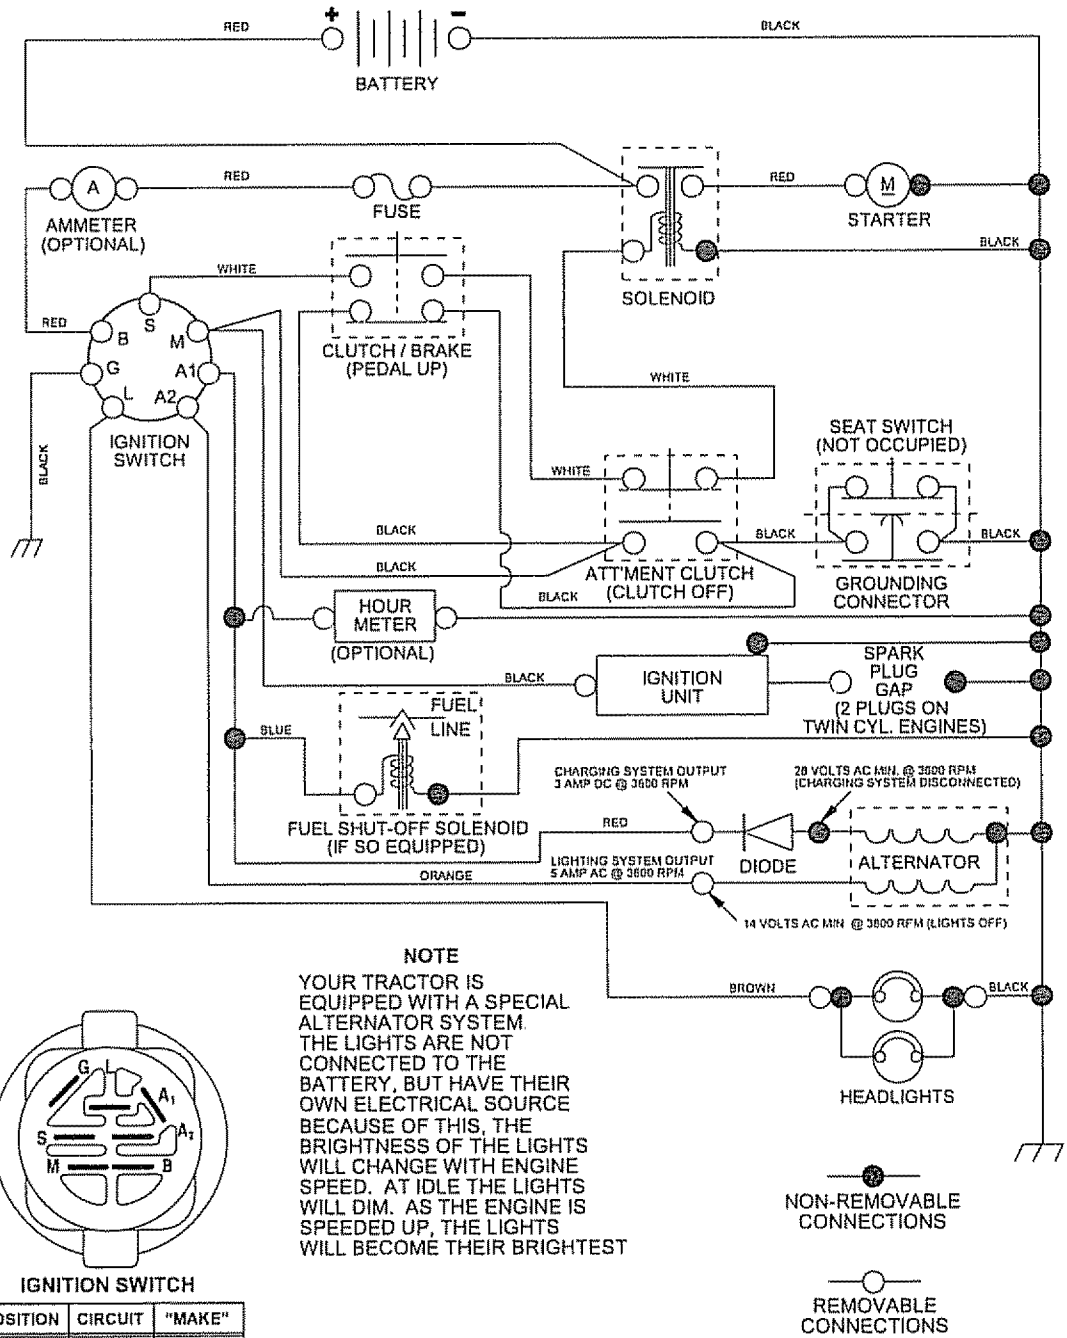 + −
RED
BLACK
BATTERY
A
RED
RED
M
AMMETER
(OPTIONAL)
FUSE
STARTER
BLACK
WHITE
SOLENOID
RED
B
S
M
G
A1
L
A2
CLUTCH / BRAKE
(PEDAL UP)
WHITE
IGNITION
SWITCH
BLACK
SEAT SWITCH
(NOT OCCUPIED)
WHITE
BLACK
BLACK
BLACK
BLACK
ATT'MENT CLUTCH
(CLUTCH OFF)
GROUNDING
CONNECTOR
BLACK
HOUR
METER
(OPTIONAL)
BLACK
IGNITION
UNIT
SPARK
PLUG
GAP
(2 PLUGS ON
TWIN CYL. ENGINES)
FUEL
LINE
BLUE
CHARGING SYSTEM OUTPUT
3 AMP DC @ 3600 RPM
28 VOLTS AC MIN. @ 3600 RPM
(CHARGING SYSTEM DISCONNECTED)
FUEL SHUT-OFF SOLENOID
(IF SO EQUIPPED)
RED
DIODE
ALTERNATOR
LIGHTING SYSTEM OUTPUT
5 AMP AC @ 3600 RPM
ORANGE
14 VOLTS AC MIN @ 3600 RPM (LIGHTS OFF)
NOTE
YOUR TRACTOR IS
EQUIPPED WITH A SPECIAL
ALTERNATOR SYSTEM.
THE LIGHTS ARE NOT
CONNECTED TO THE
BATTERY, BUT HAVE THEIR
OWN ELECTRICAL SOURCE
BECAUSE OF THIS, THE
BRIGHTNESS OF THE LIGHTS
WILL CHANGE WITH ENGINE
SPEED. AT IDLE THE LIGHTS
WILL DIM. AS THE ENGINE IS
SPEEDED UP, THE LIGHTS
WILL BECOME THEIR BRIGHTEST
BROWN
BLACK
HEADLIGHTS
G L
A1
S
A2
M B
IGNITION SWITCH
OSITION CIRCUIT "MAKE"
NON-REMOVABLE
CONNECTIONS
REMOVABLE
CONNECTIONS